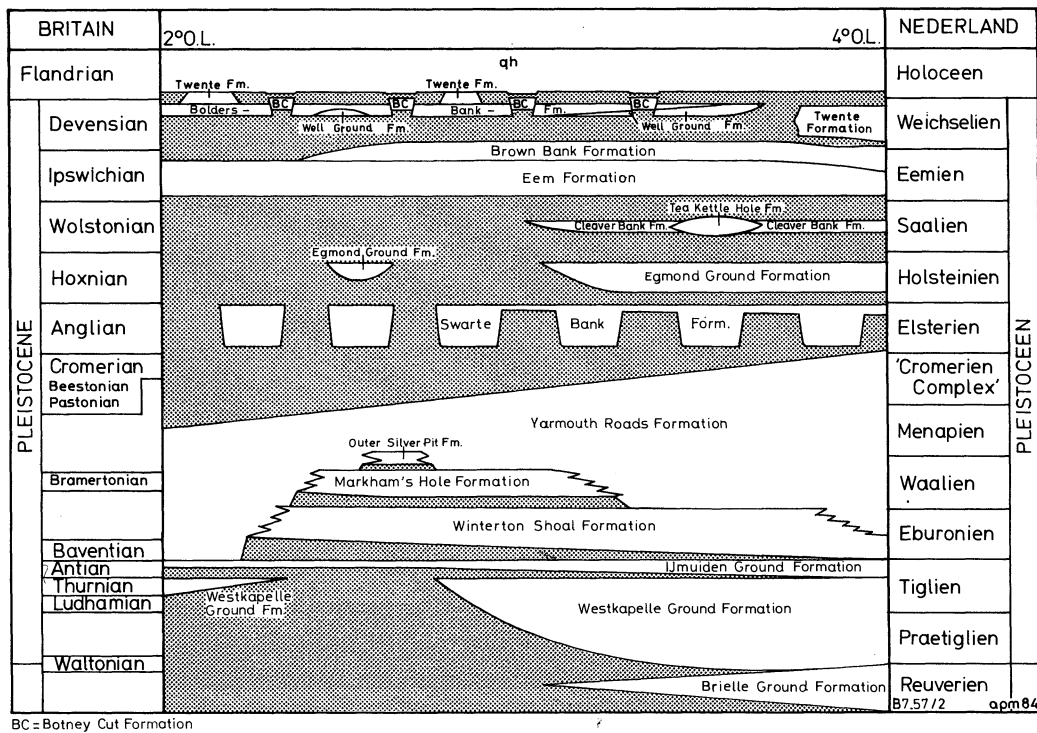 BRITAIN
2°O.L.
4°O.L.
NEDERLAND
Flandrian
qh
Holoceen
Twente Fm.
Twente Fm.
BC
BC
BC
BC
Bolders -
Bank -
Fm.
Well Ground Fm.
Well Ground Fm.
Twente
Formation
Devensian
Weichselien
Brown Bank Formation
Ipswichian
Eem Formation
Eemien
Wolstonian
Tea Kettle Hole Fm.
Cleaver Bank Fm.
Cleaver Bank Fm.
Saalien
Egmond Ground Fm.
Hoxnian
Egmond Ground Formation
Holsteinien
Anglian
Swarte
Bank
Form.
Elsterien
PLEISTOCENE
PLEISTOCEEN
Cromerian
Beestonian
Pastonian
'Cromerien
Complex'
Yarmouth Roads Formation
Menapien
Outer Silver Pit Fm.
Bramertonian
Markham's Hole Formation
Waalien
Winterton Shoal Formation
Eburonien
Baventian
Antian
IJmuiden Ground Formation
Thurnian
Ludhamian
Westkapelle
Ground Fm.
Westkapelle Ground Formation
Tiglien
Praetiglien
Waltonian
Brielle Ground Formation
Reuverien
B7.57/2
apm84
BC = Botney Cut Formation